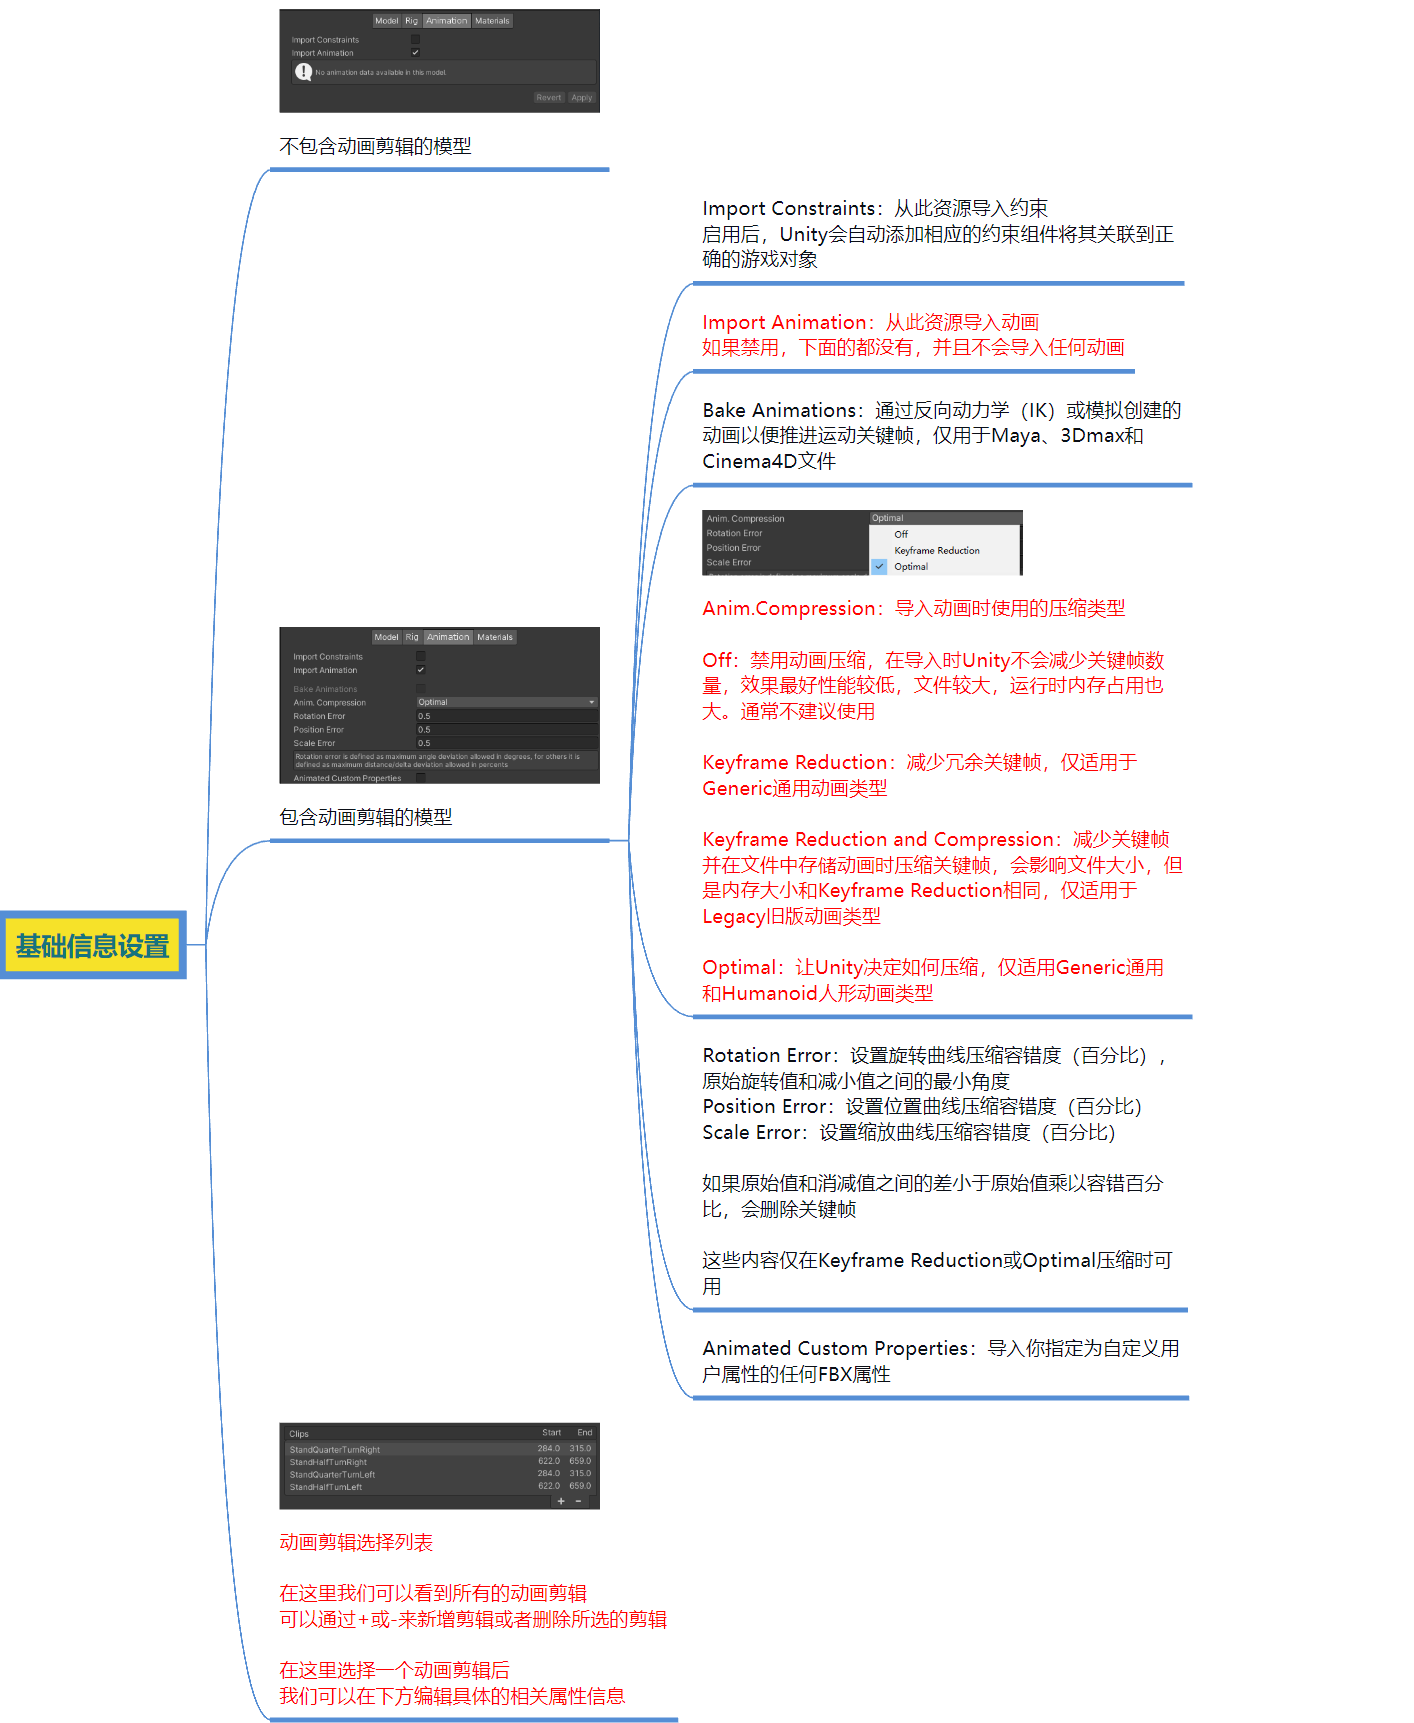 Model Rig Animation Materials
Import Constraints
Import Animation
No animation data available in this model.
Revert Apply
不包含动画剪辑的模型
Import Constraints：从此资源导入约束
启用后，Unity会自动添加相应的约束组件将其关联到正
确的游戏对象
Import Animation：从此资源导入动画
如果禁用，下面的都没有，并且不会导入任何动画
Bake Animations：通过反向动力学（IK）或模拟创建的
动画以便推进运动关键帧，仅用于Maya、3Dmax和
Cinema4D文件
Anim. Compression Optimal
Rotation Error Off
Position Error Keyframe Reduction
Scale Error Optimal
Anim.Compression：导入动画时使用的压缩类型
Off：禁用动画压缩，在导入时Unity不会减少关键帧数
量，效果最好性能较低，文件较大，运行时内存占用也
大。通常不建议使用
Keyframe Reduction：减少冗余关键帧，仅适用于
Generic通用动画类型
Keyframe Reduction and Compression：减少关键帧
并在文件中存储动画时压缩关键帧，会影响文件大小，但
是内存大小和Keyframe Reduction相同，仅适用于
Legacy旧版动画类型
Optimal：让Unity决定如何压缩，仅适用Generic通用
和Humanoid人形动画类型
Model Rig Animation Materials
Import Constraints
Import Animation
Bake Animations
Anim. Compression Optimal
Rotation Error 0.5
Position Error 0.5
Scale Error 0.5
Rotation error is defined as maximum angle deviation allowed in degrees, for others it is
defined as maximum distance/delta deviation allowed in percents
Animated Custom Properties
包含动画剪辑的模型
基础信息设置
Rotation Error：设置旋转曲线压缩容错度（百分比），
原始旋转值和减小值之间的最小角度
Position Error：设置位置曲线压缩容错度（百分比）
Scale Error：设置缩放曲线压缩容错度（百分比）
如果原始值和消减值之间的差小于原始值乘以容错百分
比，会删除关键帧
这些内容仅在Keyframe Reduction或Optimal压缩时可
用
Animated Custom Properties：导入你指定为自定义用
户属性的任何FBX属性
Clips Start End
StandQuarterTurnRight 284.0 315.0
StandHalfTurnRight 622.0 659.0
StandQuarterTurnLeft 284.0 315.0
StandHalfTurnLeft 622.0 659.0
+ −
动画剪辑选择列表
在这里我们可以看到所有的动画剪辑
可以通过+或-来新增剪辑或者删除所选的剪辑
在这里选择一个动画剪辑后
我们可以在下方编辑具体的相关属性信息